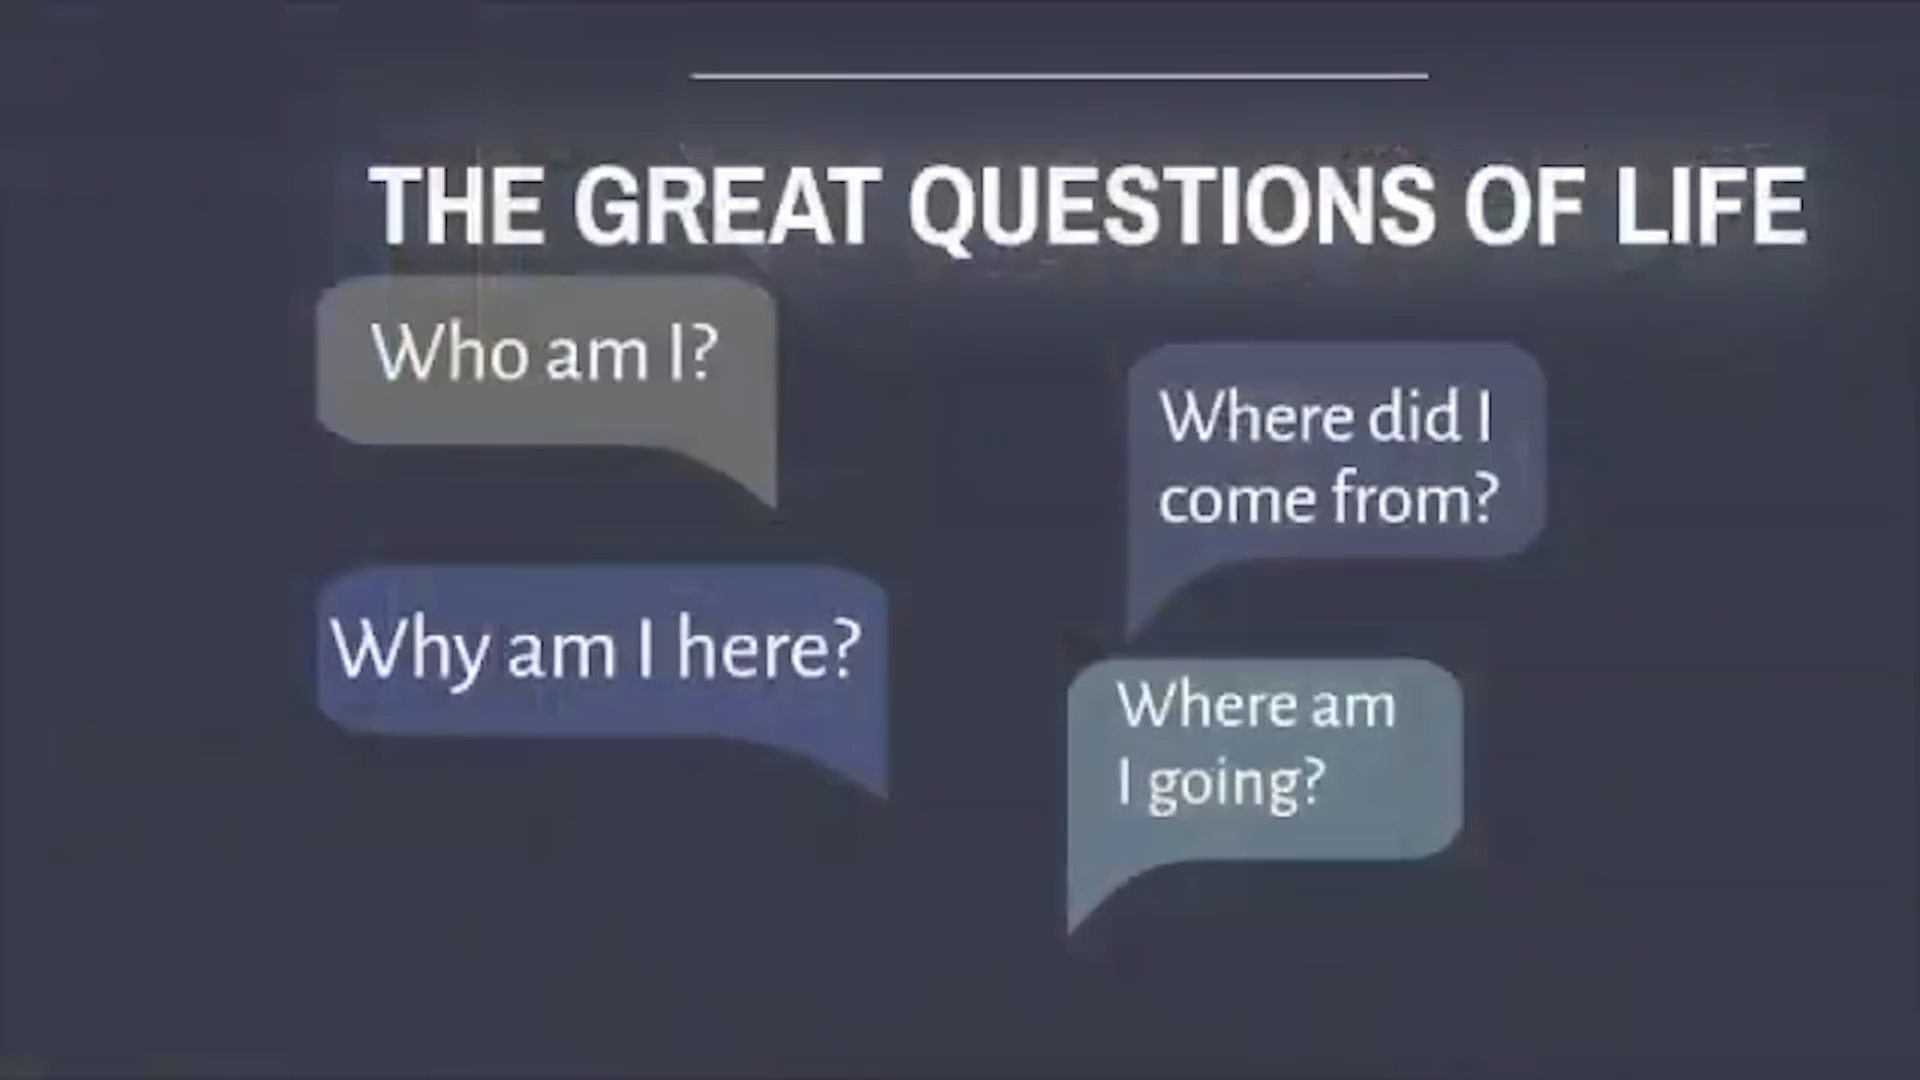 THE GREAT QUESTIONS OF LIFE
Who am I?
Where did I
come from?
Why am I here?
Where am
I going?